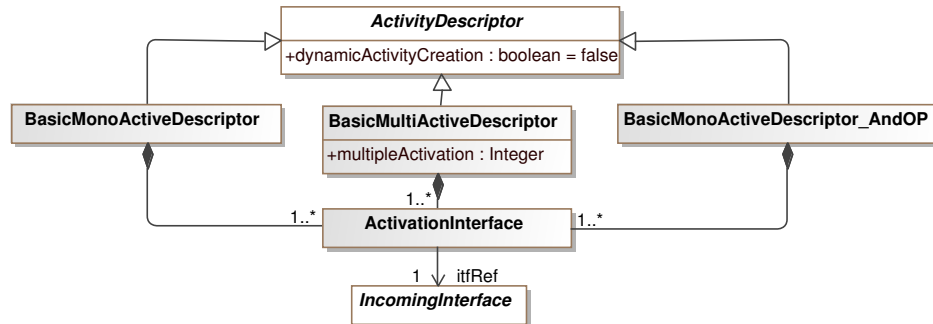 ActivityDescriptor
+dynamicActivityCreation : boolean = false
BasicMonoActiveDescriptor
BasicMultiActiveDescriptor
+multipleActivation : Integer
BasicMonoActiveDescriptor_AndOP
1..*
1..*
1..*
ActivationInterface
1 itfRef
IncomingInterface